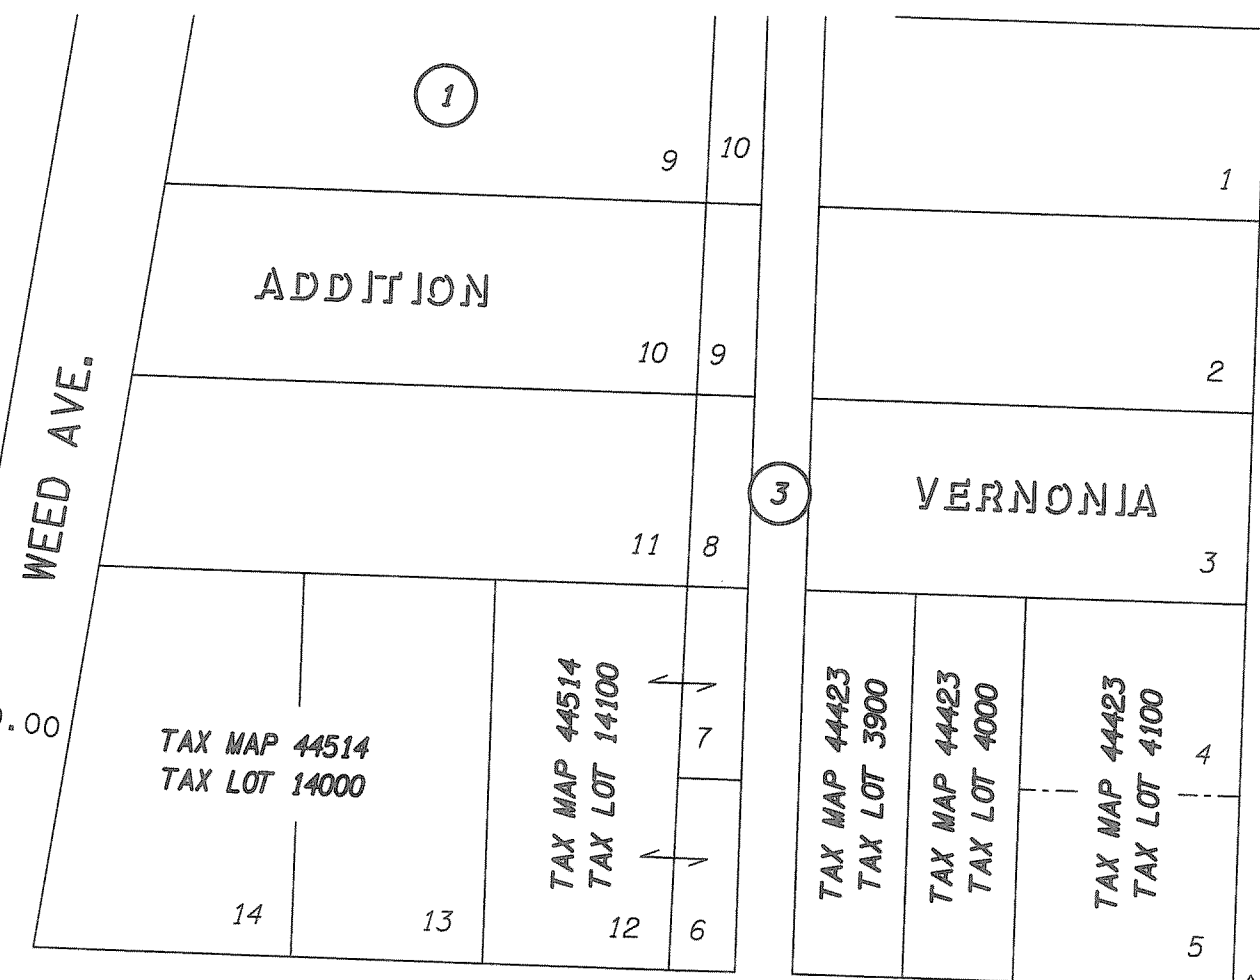 1
9
10
1
ADDITION
10
9
2
WEED AVE.
3
VERNONIA
11
8
3
.00
TAX MAP 44514
TAX LOT 14000
TAX MAP 44514
TAX LOT 14100
7
TAX MAP 44423
TAX LOT 3900
TAX MAP 44423
TAX LOT 4000
TAX MAP 44423
TAX LOT 4100
4
14
13
12
6
5